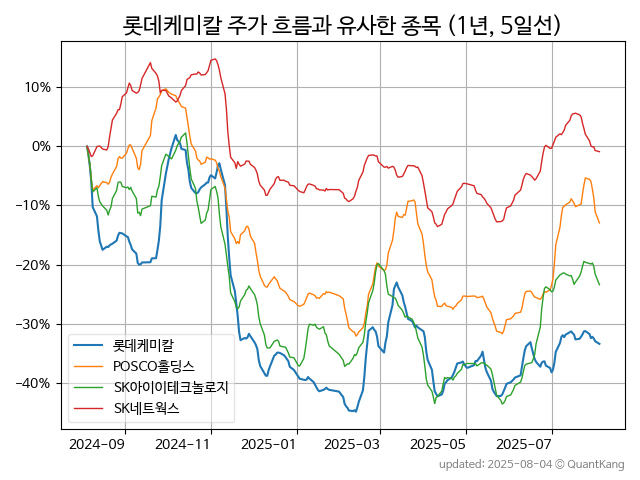 롯데케미칼 주가 흐름과 유사한 종목 (1년, 5일선)
10%
0%
−10%
−20%
−30%
−40%
롯데케미칼
POSCO홀딩스
SK아이이테크놀로지
SK네트웍스
2024-09 2024-11 2025-01 2025-03 2025-05 2025-07
updated: 2025-08-04 © QuantKang